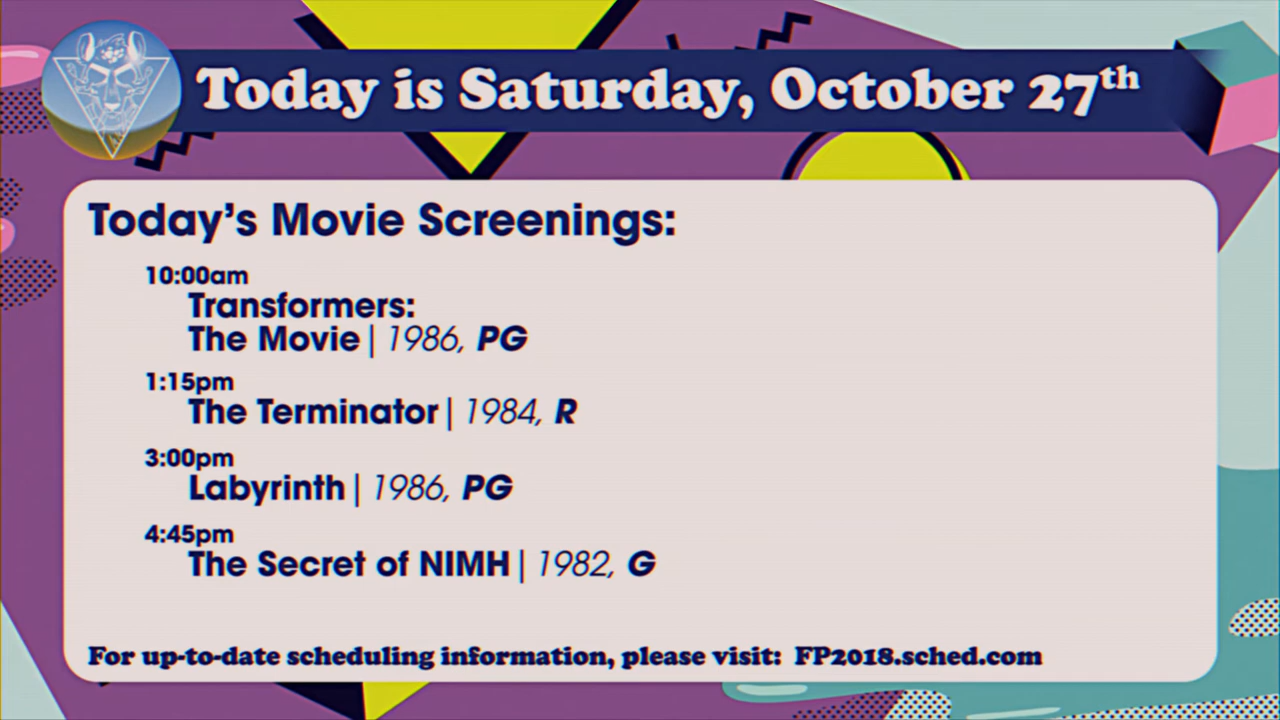 Today is Saturday, October 27th
Today's Movie Screenings:
10:00am
Transformers:
The Movie | 1986, PG
1:15pm
The Terminator | 1984, R
3:00pm
Labyrinth | 1986, PG
4:45pm
The Secret of NIMH | 1982, G
For up-to-date scheduling information, please visit: FP2018.sched.com